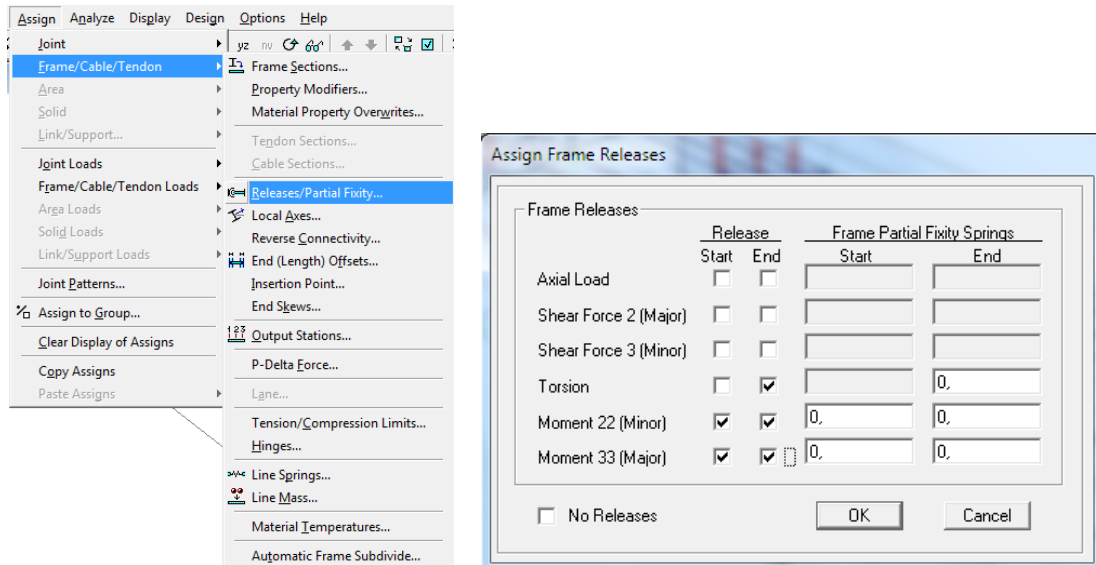 Assign Analyze Display Design Options Help
Joint
Frame/Cable/Tendon
Area
Solid
Link/Support...
Joint Loads
Frame/Cable/Tendon Loads
Area Loads
Solid Loads
Link/Support Loads
Joint Patterns...
Assign to Group...
Clear Display of Assigns
Copy Assigns
Paste Assigns
yz nv
Frame Sections...
Property Modifiers...
Material Property Overwrites...
Tendon Sections...
Cable Sections...
Releases/Partial Fixity...
Local Axes...
Reverse Connectivity...
End (Length) Offsets...
Insertion Point...
End Skews...
123 Output Stations...
P-Delta Force...
Lane...
Tension/Compression Limits...
Hinges...
Line Springs...
Line Mass...
Material Temperatures...
Automatic Frame Subdivide...
Assign Frame Releases
Frame Releases
Release Frame Partial Fixity Springs
Start End Start End
Axial Load
Shear Force 2 (Major)
Shear Force 3 (Minor)
Torsion 0,
Moment 22 (Minor) 0, 0,
Moment 33 (Major) 0, 0,
No Releases OK Cancel